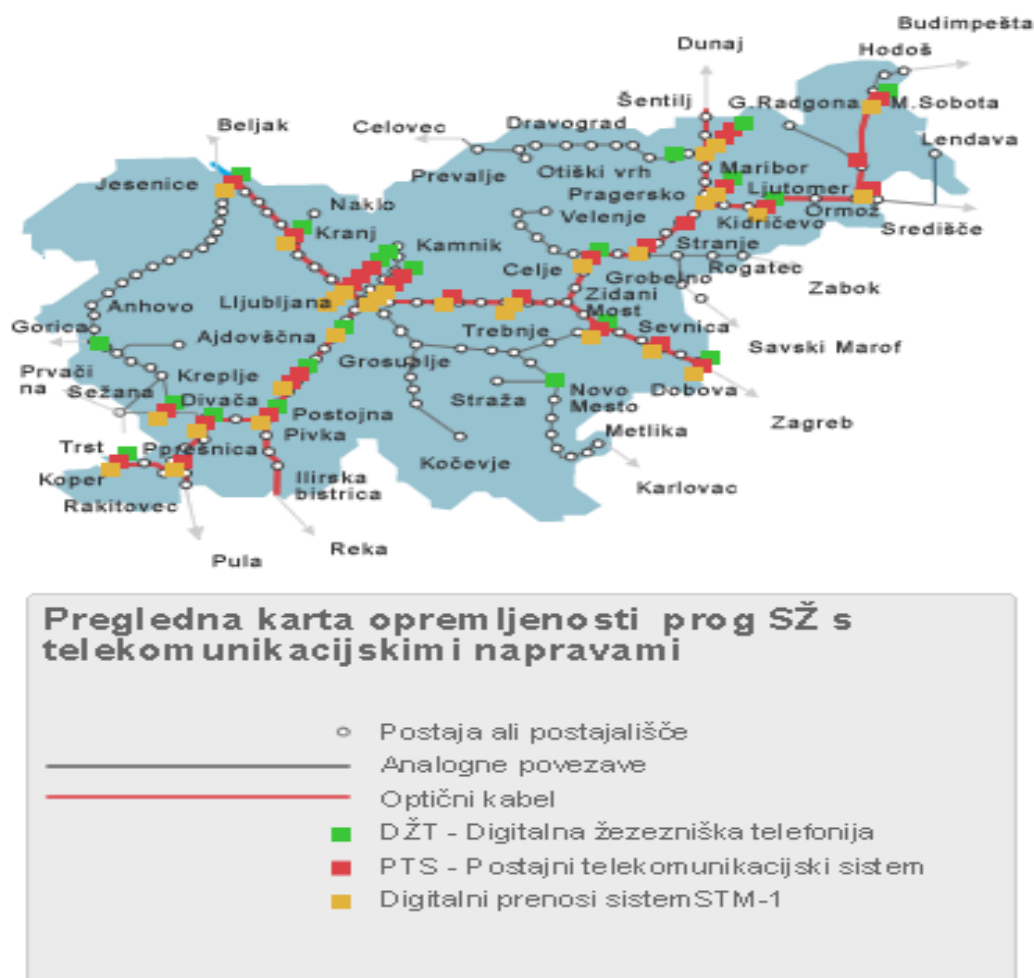 Budimpešta
Dunaj
Hodoš
Šentilj
G.Radgona
M.Sobota
Beljak
Celovec
Dravograd
Lendava
Prevalje
Otiški vrh
Maribor
Jesenice
Pragersko
Ljutomer
Naklo
Velenje
Kidričevo
Ormož
Kranj
Središče
Kamnik
Stranje
Celje
Grobelno
Rogatec
Zabok
Anhovo
LIjubljana
Zidani
Most
Gorica
Ajdovščna
Trebnje
Sevnica
Savski Marof
Grosuplje
Prvači
na
Kreplje
Sežana
Divača
Straža
Novo
Mesto
Dobova
Postojna
Zagreb
Pivka
Metlika
Trst
Pprešnica
Kočevje
Koper
Ilirska
bistrica
Karlovac
Rakitovec
Reka
Pula
Pregledna karta opremljenosti prog SŽ s
telekomunikacijskimi napravami
Postaja ali postajališče
Analogne povezave
Optični kabel
DŽT - Digitalna žezezniška telefonija
PTS - Postajni telekomunikacijski sistem
Digitalni prenosi sistemSTM-1